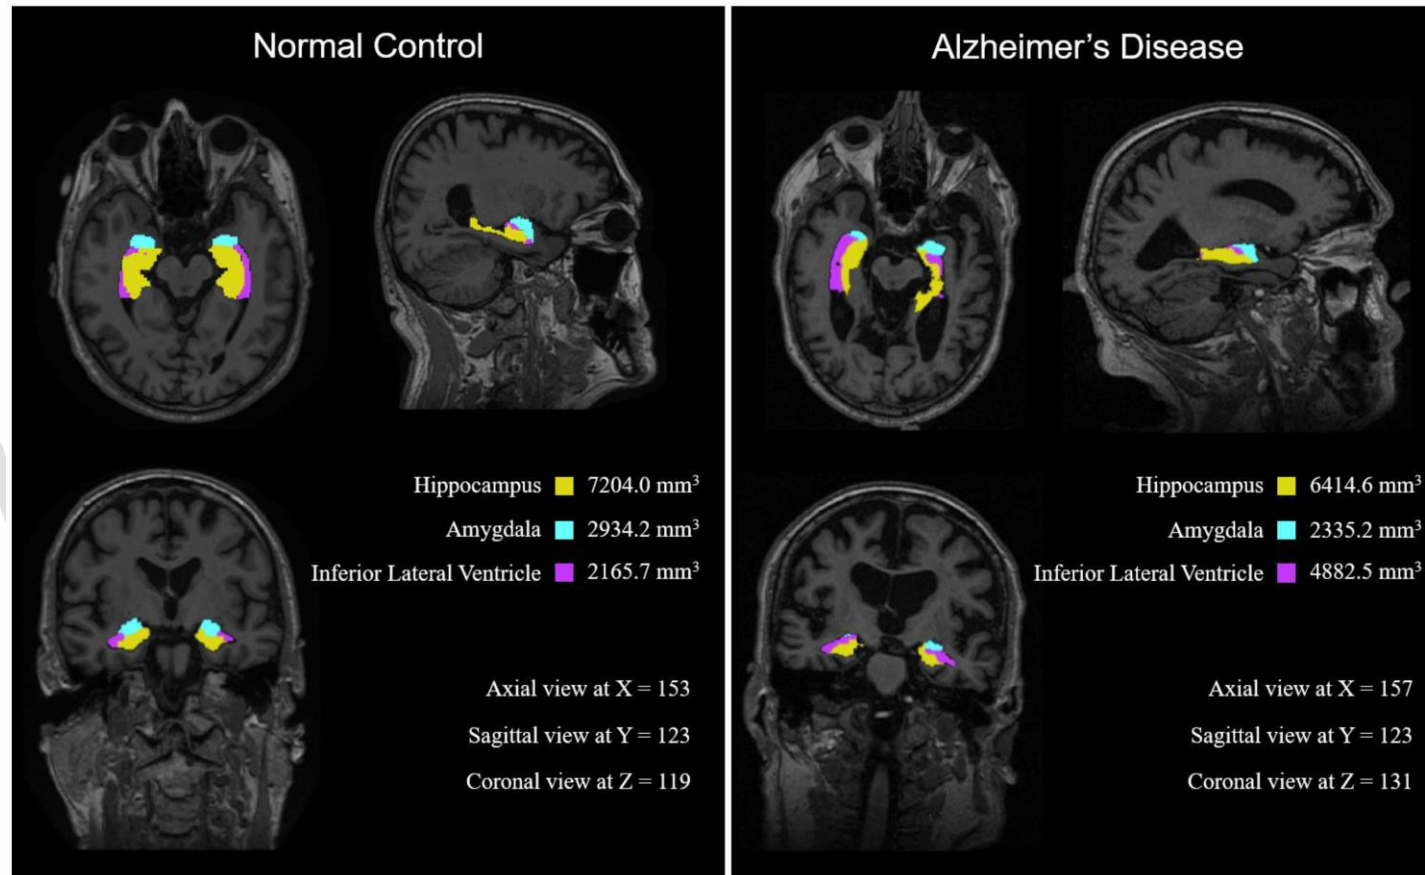 Normal Control
Hippocampus 7204.0 mm³
Amygdala 2934.2 mm³
Inferior Lateral Ventricle 2165.7 mm³
Axial view at X = 153
Sagittal view at Y = 123
Coronal view at Z = 119
Alzheimer’s Disease
Hippocampus 6414.6 mm³
Amygdala 2335.2 mm³
Inferior Lateral Ventricle 4882.5 mm³
Axial view at X = 157
Sagittal view at Y = 123
Coronal view at Z = 131